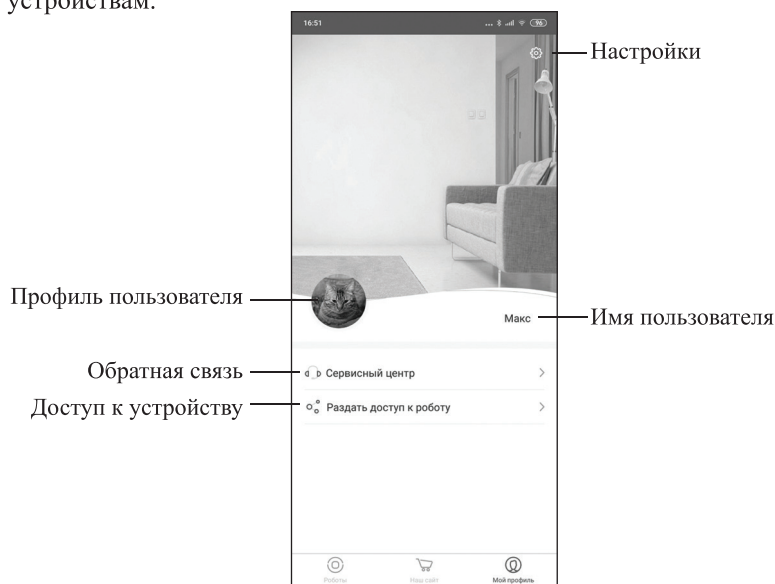 устройствам.
16:51
... 96
Настройки
Профиль пользователя
Макс
Имя пользователя
Обратная связь
Сервисный центр
Доступ к устройству
Раздать доступ к роботу
Роботы
Наш сайт
Мой профиль